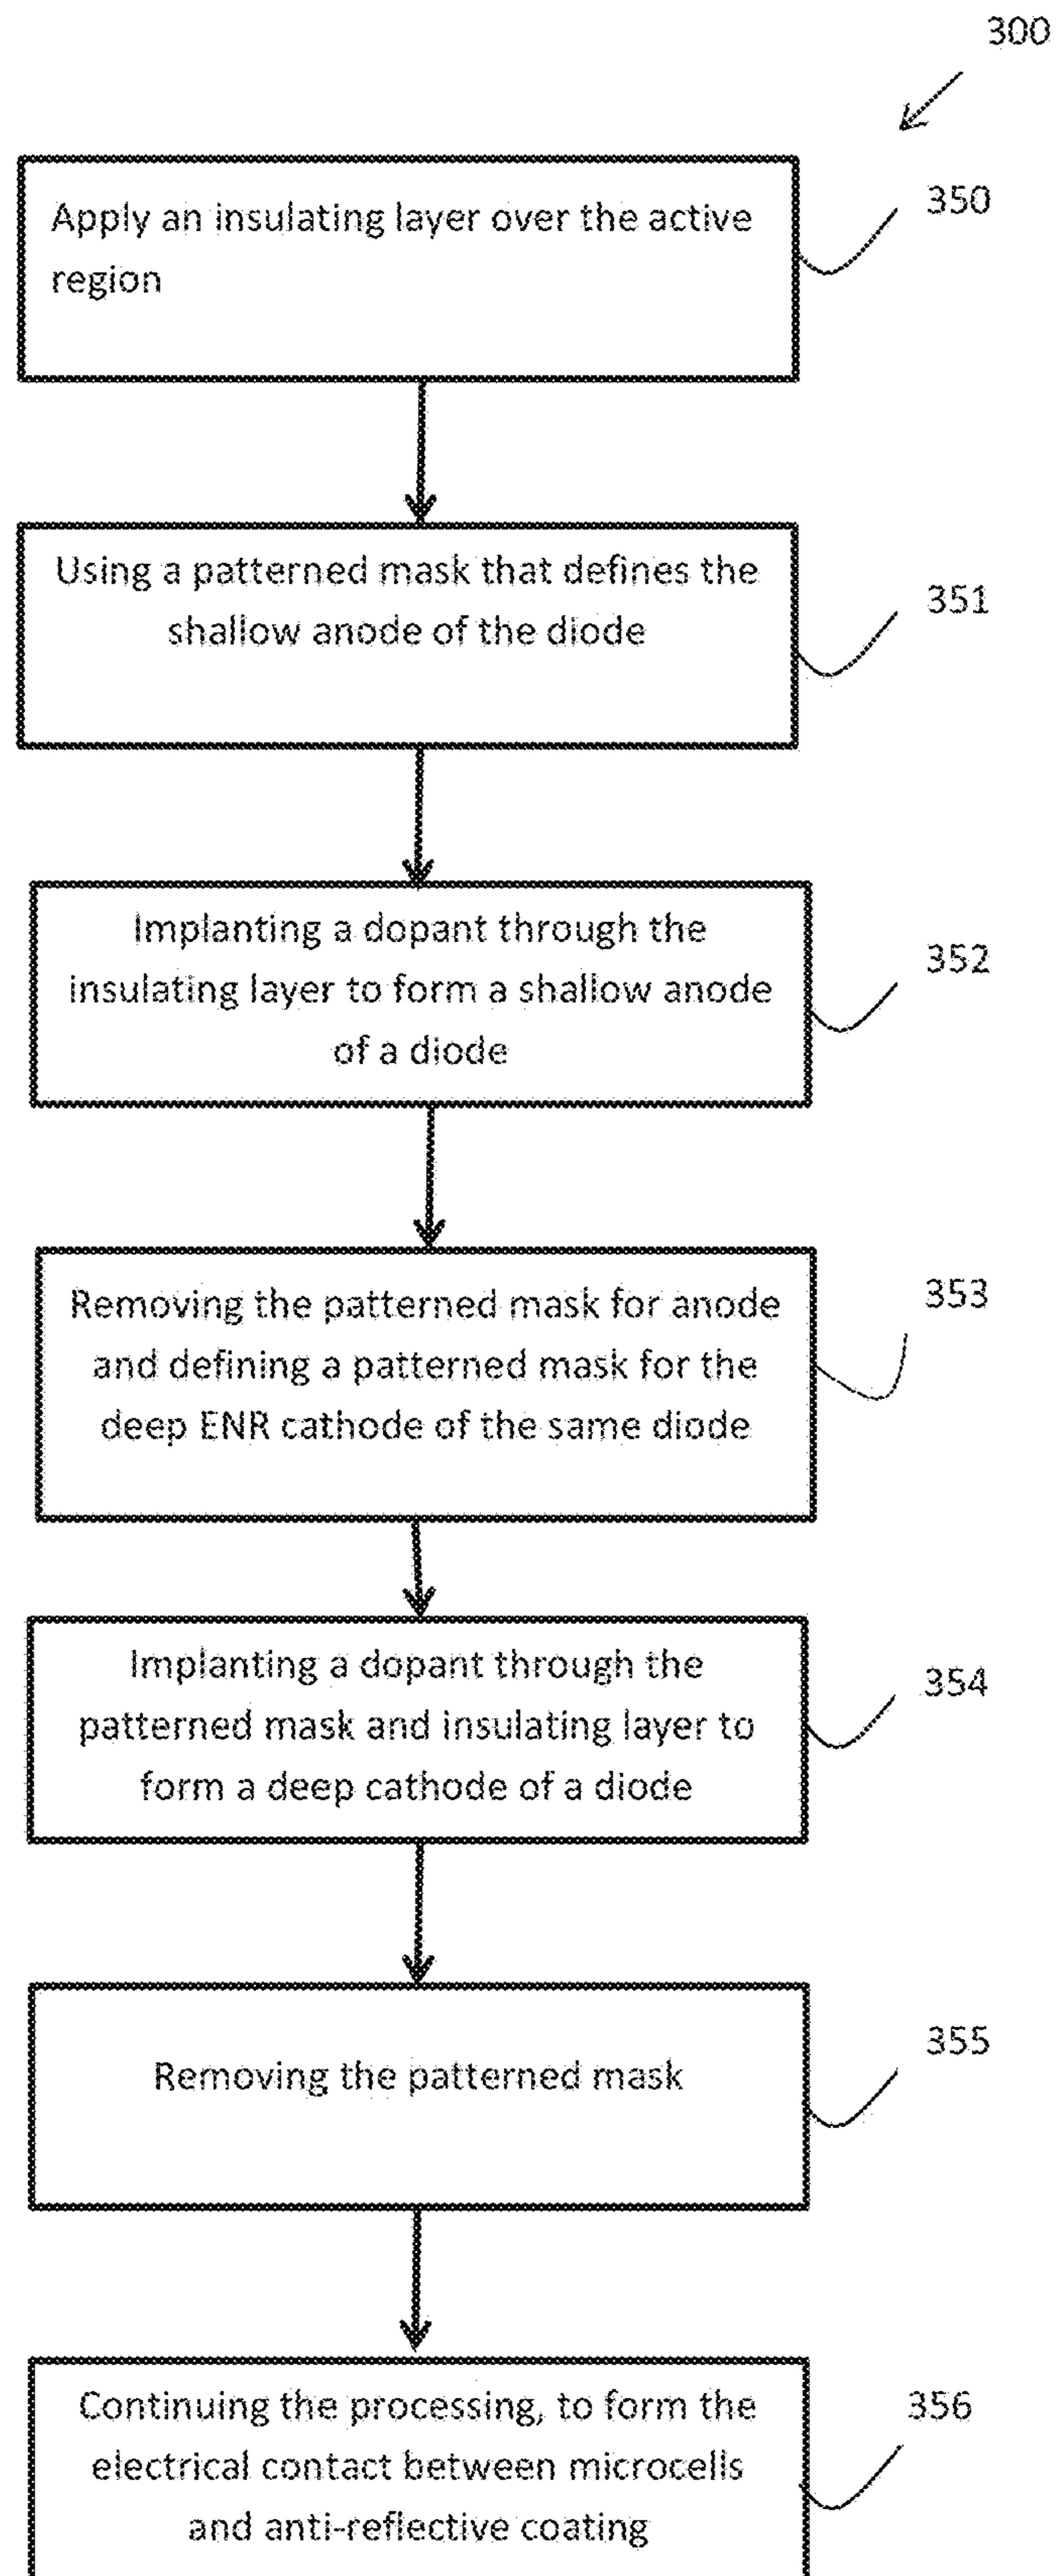 300
Apply an insulating layer over the active
region
350
Using a patterned mask that defines the
shallow anode of the diode
351
Implanting a dopant through the
insulating layer to form a shallow anode
of a diode
352
Removing the patterned mask for anode
and defining a patterned mask for the
deep ENR cathode of the same diode
353
Implanting a dopant through the
patterned mask and insulating layer to
form a deep cathode of a diode
354
Removing the patterned mask
355
Continuing the processing, to form the
electrical contact between microcells
and anti-reflective coating
356